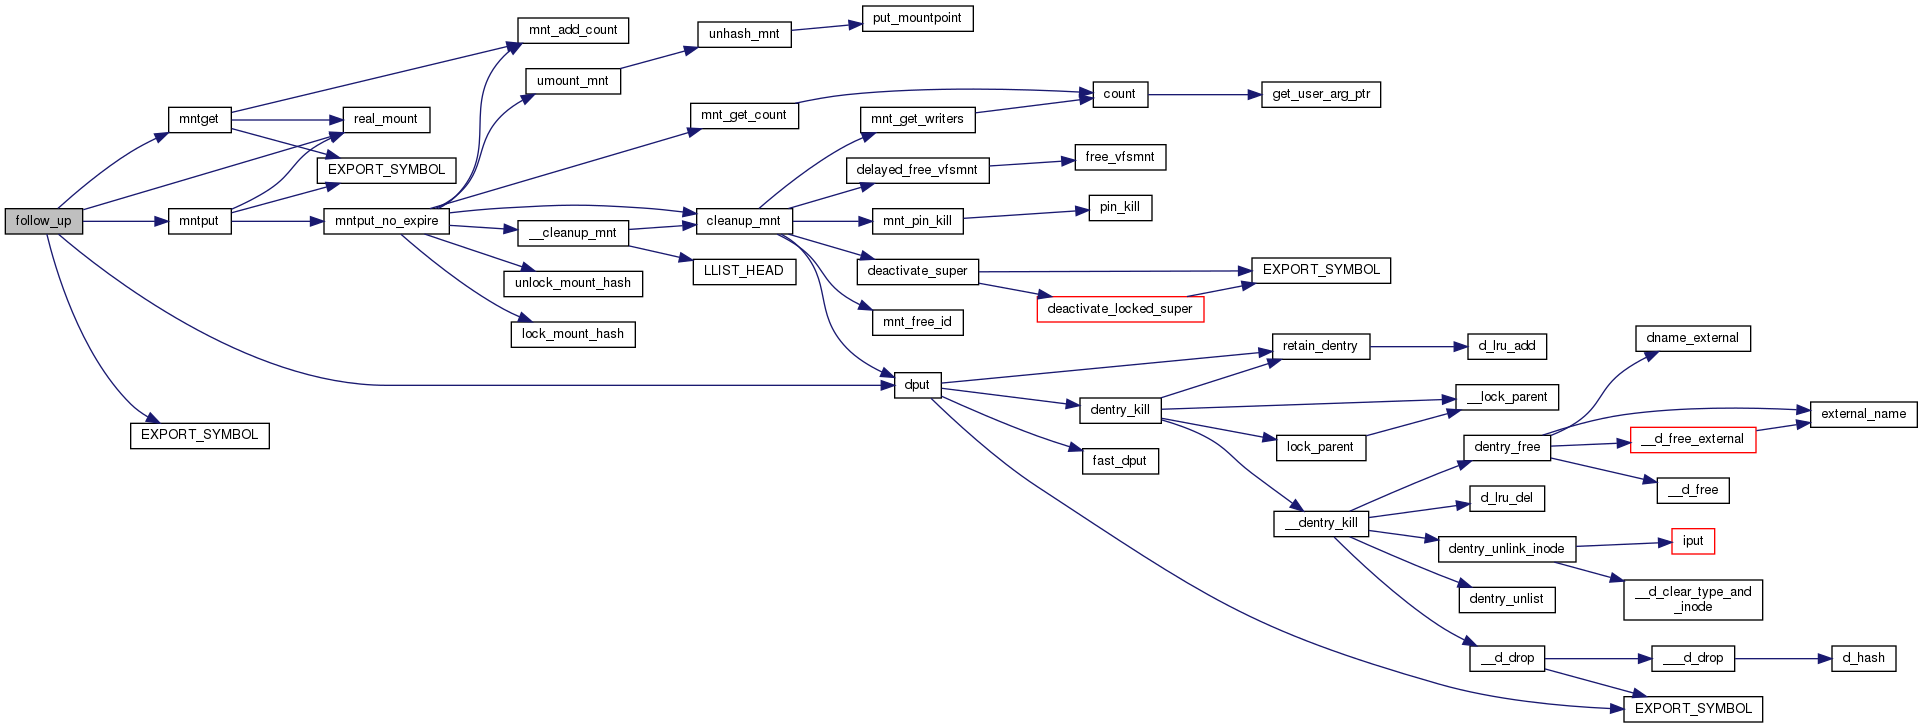 put_mountpoint
mnt_add_count
unhash_mnt
umount_mnt
count
get_user_arg_ptr
mntget
real_mount
mnt_get_count
mnt_get_writers
EXPORT_SYMBOL
delayed_free_vfsmnt
free_vfsmnt
follow_up
mntput
mntput_no_expire
__cleanup_mnt
cleanup_mnt
mnt_pin_kill
pin_kill
LLIST_HEAD
deactivate_super
EXPORT_SYMBOL
unlock_mount_hash
deactivate_locked_super
lock_mount_hash
mnt_free_id
retain_dentry
d_lru_add
dname_external
dput
dentry_kill
__lock_parent
external_name
EXPORT_SYMBOL
fast_dput
lock_parent
dentry_free
__d_free_external
__d_free
d_lru_del
__dentry_kill
dentry_unlink_inode
iput
dentry_unlist
__d_clear_type_and
_inode
__d_drop
___d_drop
d_hash
EXPORT_SYMBOL